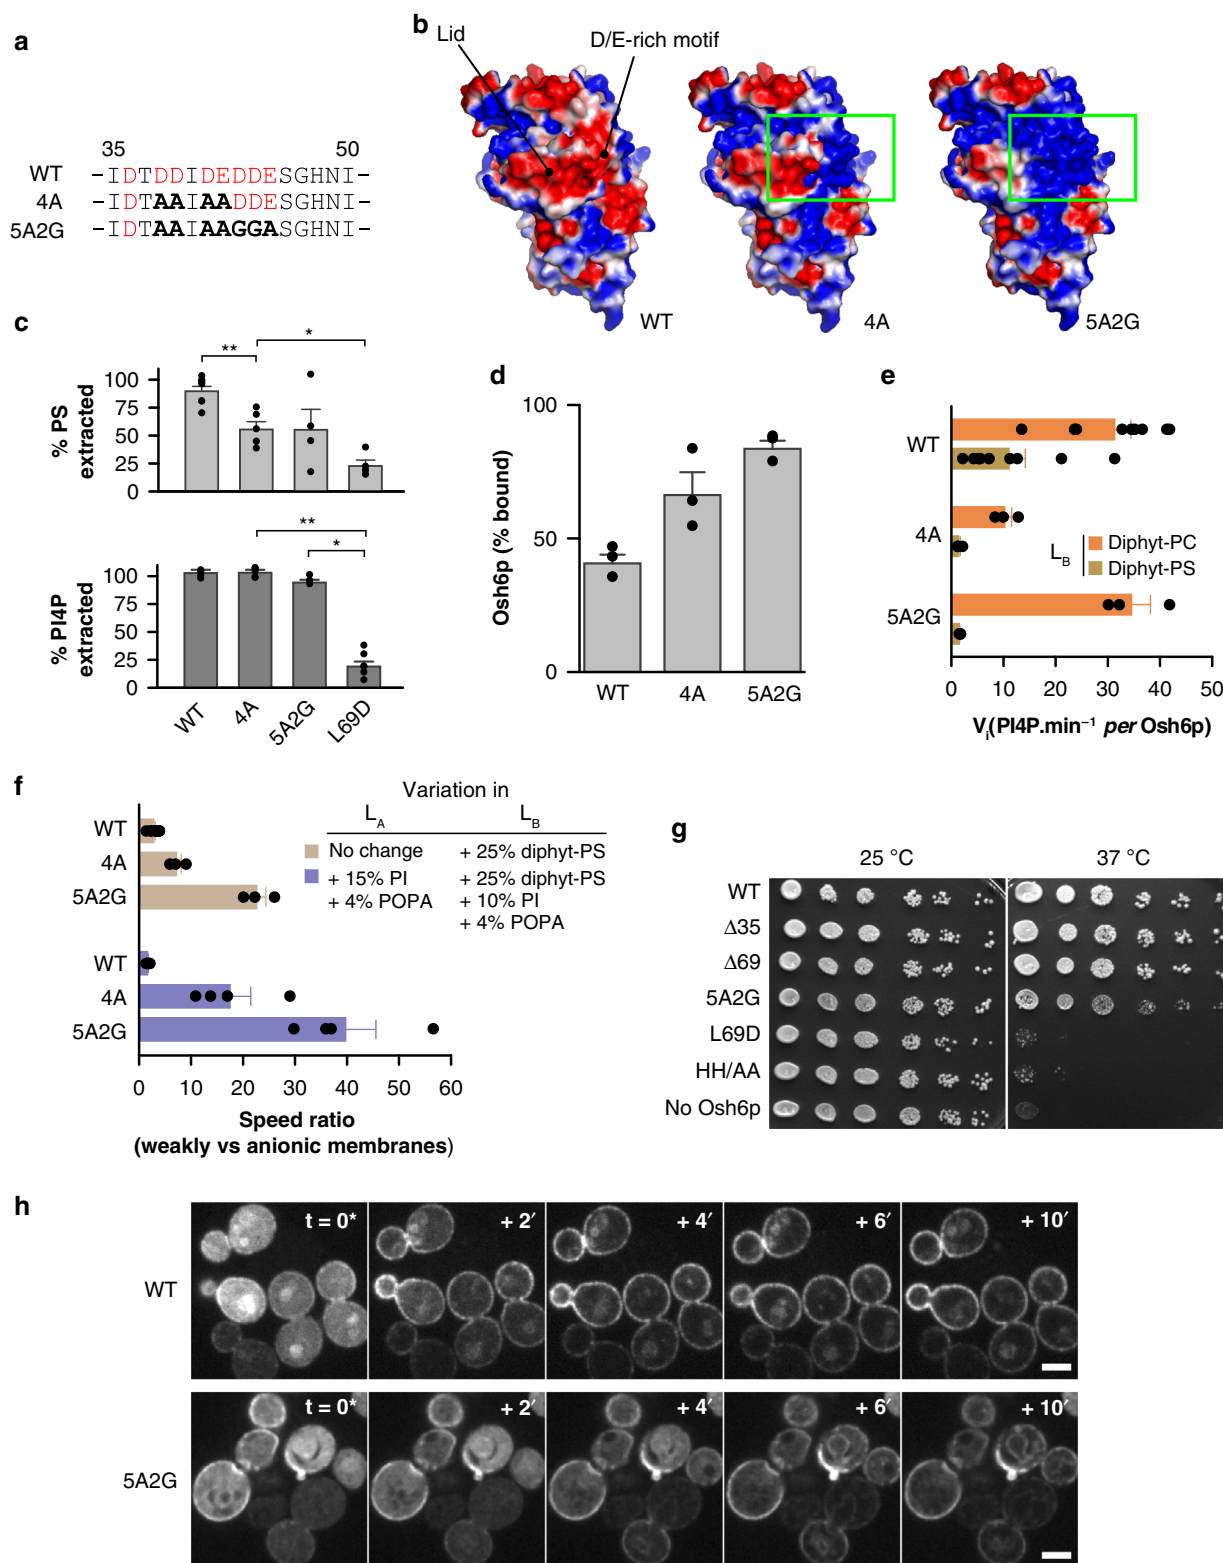 a
35 50
WT -IDTDDIDEDDESGHNI-
4A -IDTAAIAADDESGHNI-
5A2G -IDTAAIAAGGASGHNI-
b
Lid
D/E-rich motif
WT
4A
5A2G
c
**
*
% PS extracted
100
75
50
25
0
**
*
% PI4P extracted
100
75
50
25
0
WT
4A
5A2G
L69D
d
Osh6p (% bound)
100
50
0
WT
4A
5A2G
e
WT
4A
5A2G
LB
Diphyt-PC
Diphyt-PS
0 10 20 30 40 50
Vi(PI4P.min⁻¹ per Osh6p)
f
Variation in
LA LB
No change + 25% diphyt-PS
+ 15% PI + 25% diphyt-PS
+ 4% POPA + 10% PI
+ 4% POPA
WT
4A
5A2G
WT
4A
5A2G
0 10 20 30 40 50 60
Speed ratio
(weakly vs anionic membranes)
g
25 °C 37 °C
WT
Δ35
Δ69
5A2G
L69D
HH/AA
No Osh6p
h
WT
t = 0* + 2′ + 4′ + 6′ + 10′
5A2G
t = 0* + 2′ + 4′ + 6′ + 10′